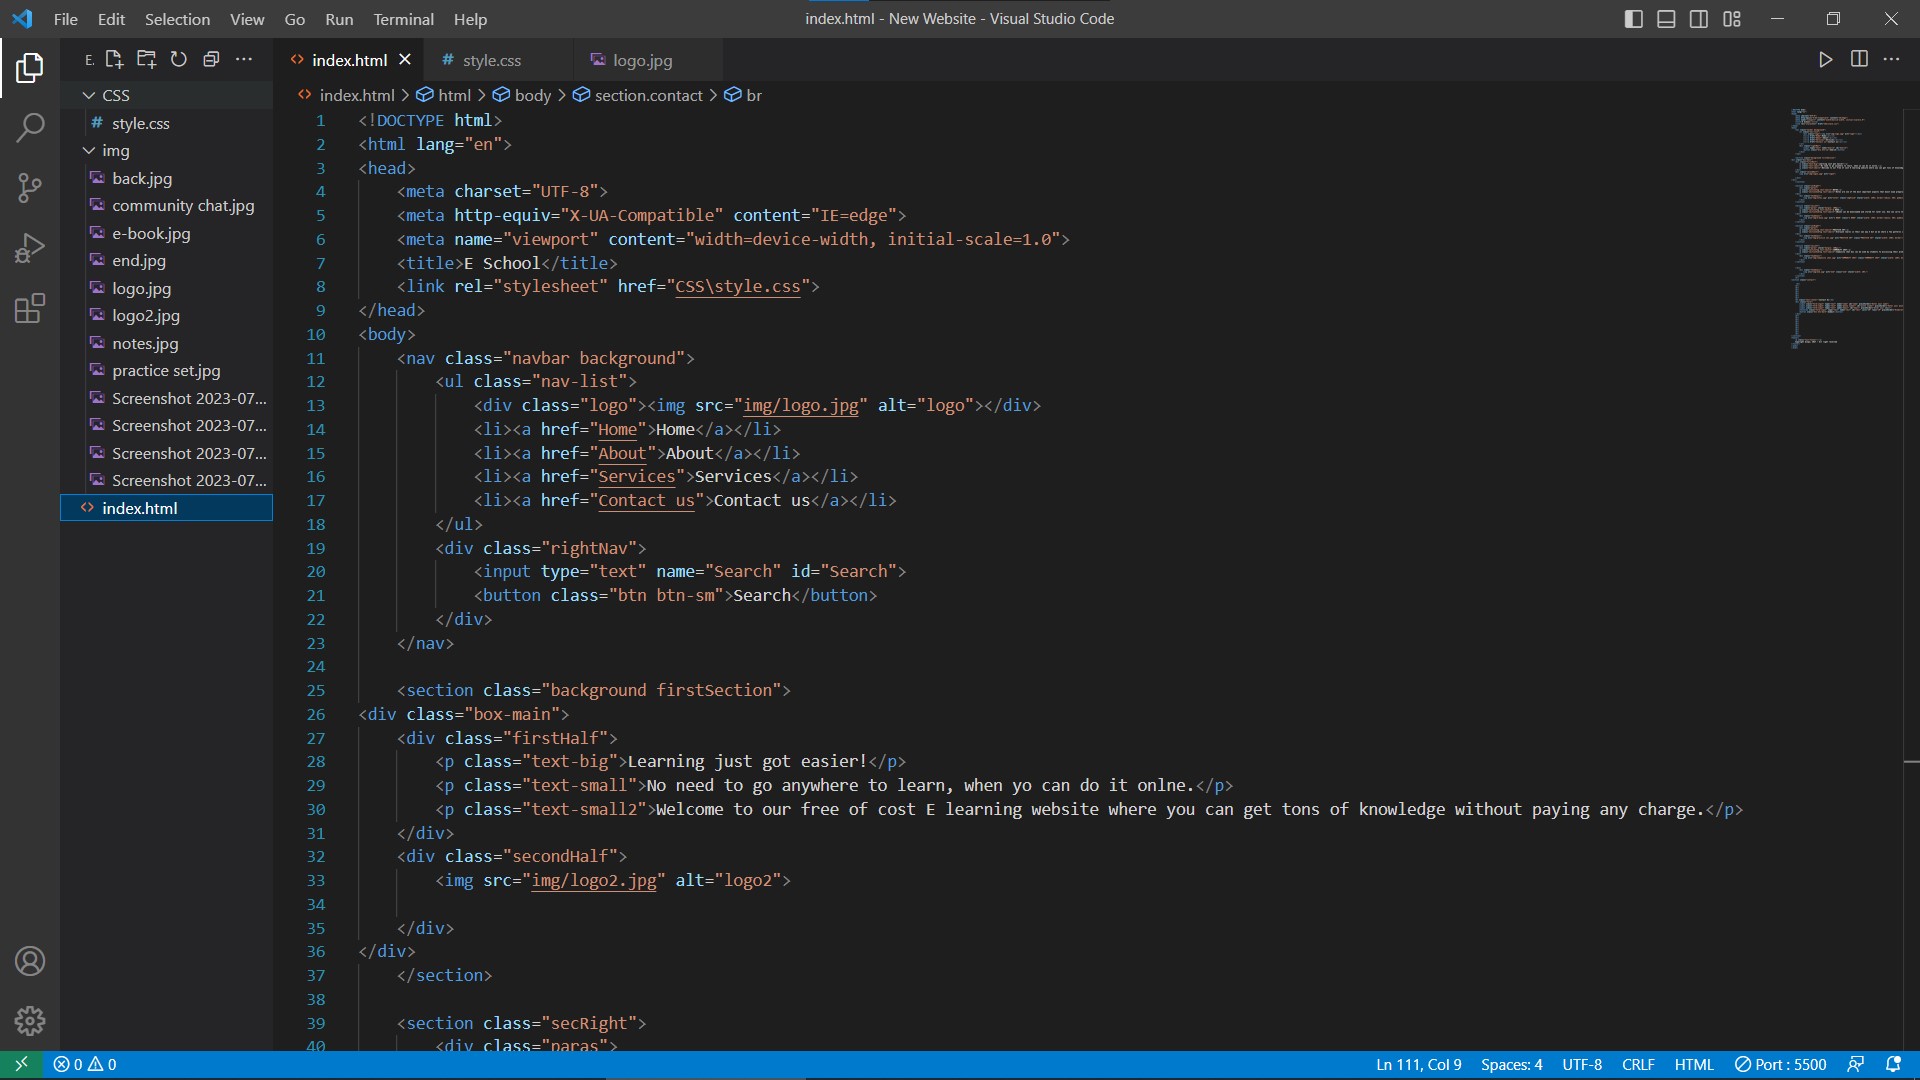 File Edit Selection View Go Run Terminal Help
index.html - New Website - Visual Studio Code
E.
CSS
# style.css
img
back.jpg
community chat.jpg
e-book.jpg
end.jpg
logo.jpg
logo2.jpg
notes.jpg
practice set.jpg
Screenshot 2023-07...
Screenshot 2023-07...
Screenshot 2023-07...
Screenshot 2023-07...
<> index.html
<> index.html # style.css logo.jpg
<> index.html > html > body > section.contact > br
1 <!DOCTYPE html>
2 <html lang="en">
3 <head>
4 <meta charset="UTF-8">
5 <meta http-equiv="X-UA-Compatible" content="IE=edge">
6 <meta name="viewport" content="width=device-width, initial-scale=1.0">
7 <title>E School</title>
8 <link rel="stylesheet" href="CSS\style.css">
9 </head>
10 <body>
11 <nav class="navbar background">
12 <ul class="nav-list">
13 <div class="logo"><img src="img/logo.jpg" alt="logo"></div>
14 <li><a href="Home">Home</a></li>
15 <li><a href="About">About</a></li>
16 <li><a href="Services">Services</a></li>
17 <li><a href="Contact us">Contact us</a></li>
18 </ul>
19 <div class="rightNav">
20 <input type="text" name="Search" id="Search">
21 <button class="btn btn-sm">Search</button>
22 </div>
23 </nav>
24
25 <section class="background firstSection">
26 <div class="box-main">
27 <div class="firstHalf">
28 <p class="text-big">Learning just got easier!</p>
29 <p class="text-small">No need to go anywhere to learn, when yo can do it onlne.</p>
30 <p class="text-small2">Welcome to our free of cost E learning website where you can get tons of knowledge without paying any charge.</p>
31 </div>
32 <div class="secondHalf">
33 <img src="img/logo2.jpg" alt="logo2">
34
35 </div>
36 </div>
37 </section>
38
39 <section class="secRight">
40 <div class="paras">
0 0
Ln 111, Col 9 Spaces: 4 UTF-8 CRLF HTML Port : 5500